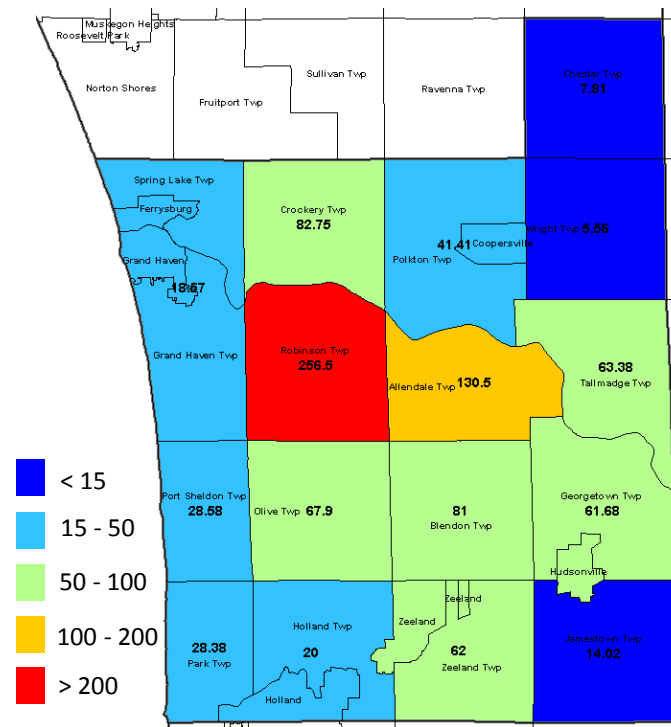 Muskegon Heights
Roosevelt Park
Norton Shores
Fruitport Twp
Sullivan Twp
Ravenna Twp
Chester Twp
7.91
Spring Lake Twp
Ferrysburg
Crockery Twp
82.75
41.41
Coopersville
Polkton Twp
Wright Twp 5.56
Grand Haven
18.57
Grand Haven Twp
Robinson Twp
256.5
Allendale Twp 130.5
63.38
Tallmadge Twp
Port Sheldon Twp
28.58
Olive Twp 67.9
81
Blendon Twp
Georgetown Twp
61.68
Hudsonville
28.38
Park Twp
Holland Twp
20
Holland
Zeeland
Zeeland
62
Zeeland Twp
Jamestown Twp
14.02
< 15
15 - 50
50 - 100
100 - 200
> 200